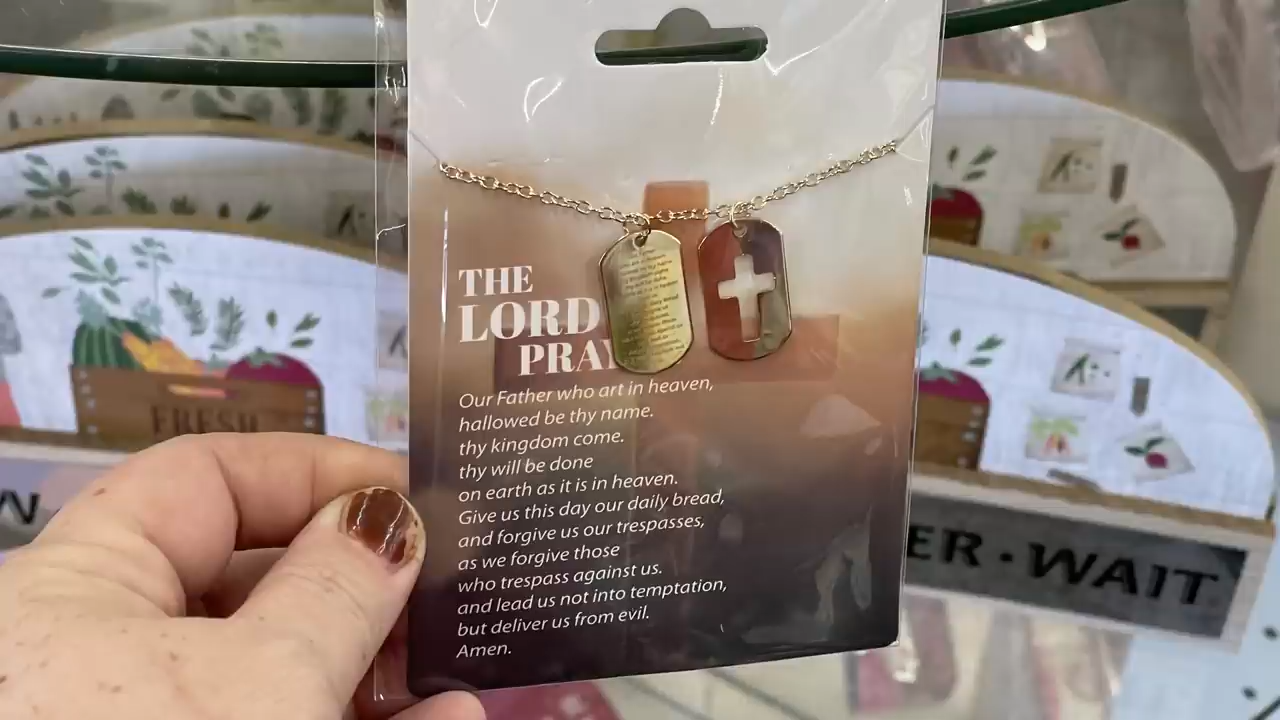 THE
LORD
PRAY
Our Father who art in heaven,
hallowed be thy name.
thy kingdom come.
thy will be done
on earth as it is in heaven.
Give us this day our daily bread,
and forgive us our trespasses,
as we forgive those
who trespass against us.
and lead us not into temptation,
but deliver us from evil.
Amen.
FRESH
ER · WAIT